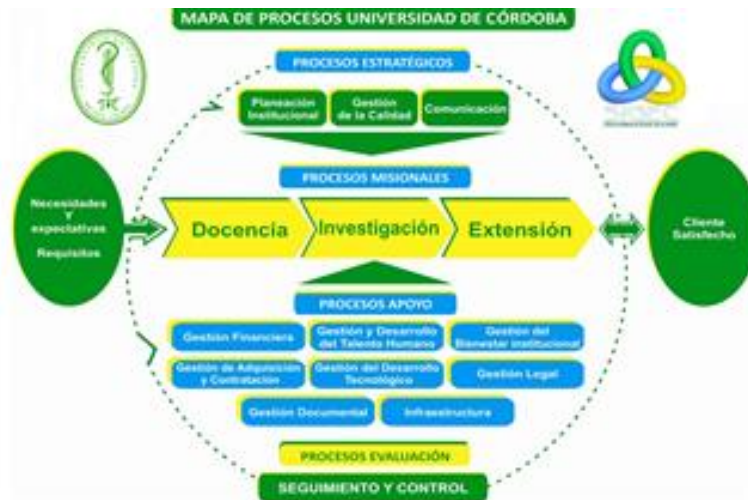 MAPA DE PROCESOS UNIVERSIDAD DE CÓRDOBA
PROCESOS ESTRATÉGICOS
Planeación
Institucional
Gestión
de la Calidad
Comunicación
PROCESOS MISIONALES
Necesidades
Y
expectativas
Requisitos
Docencia
Investigación
Extensión
Cliente
Satisfecho
PROCESOS APOYO
Gestión Financiera
Gestión y Desarrollo
del Talento Humano
Gestión del
Bienestar institucional
Gestión de Adquisición
y Contratación
Gestión del Desarrollo
Tecnológico
Gestión Legal
Gestión Documental
Infraestructura
PROCESOS EVALUACIÓN
SEGUIMIENTO Y CONTROL